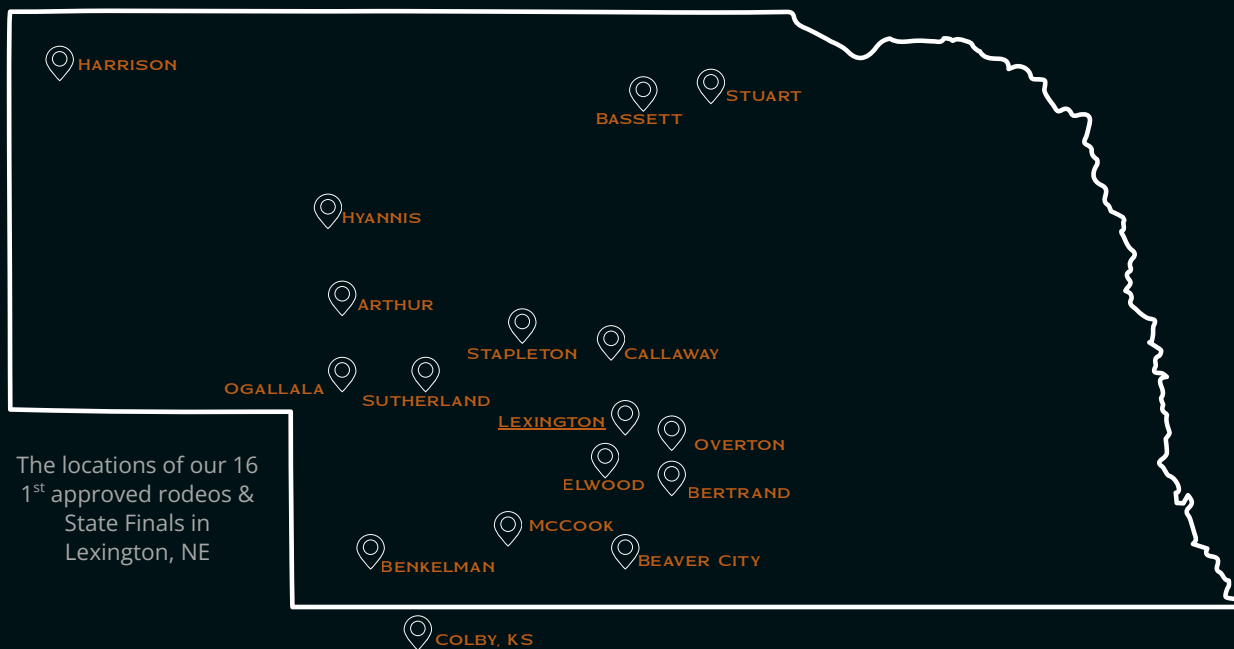 Harrison
Stuart
Bassett
Hyannis
Arthur
Stapleton
Callaway
Ogallala
Sutherland
Lexington
Overton
Elwood
Bertrand
McCook
Benkelman
Beaver City
Colby, KS
The locations of our 16
1st approved rodeos &
State Finals in
Lexington, NE